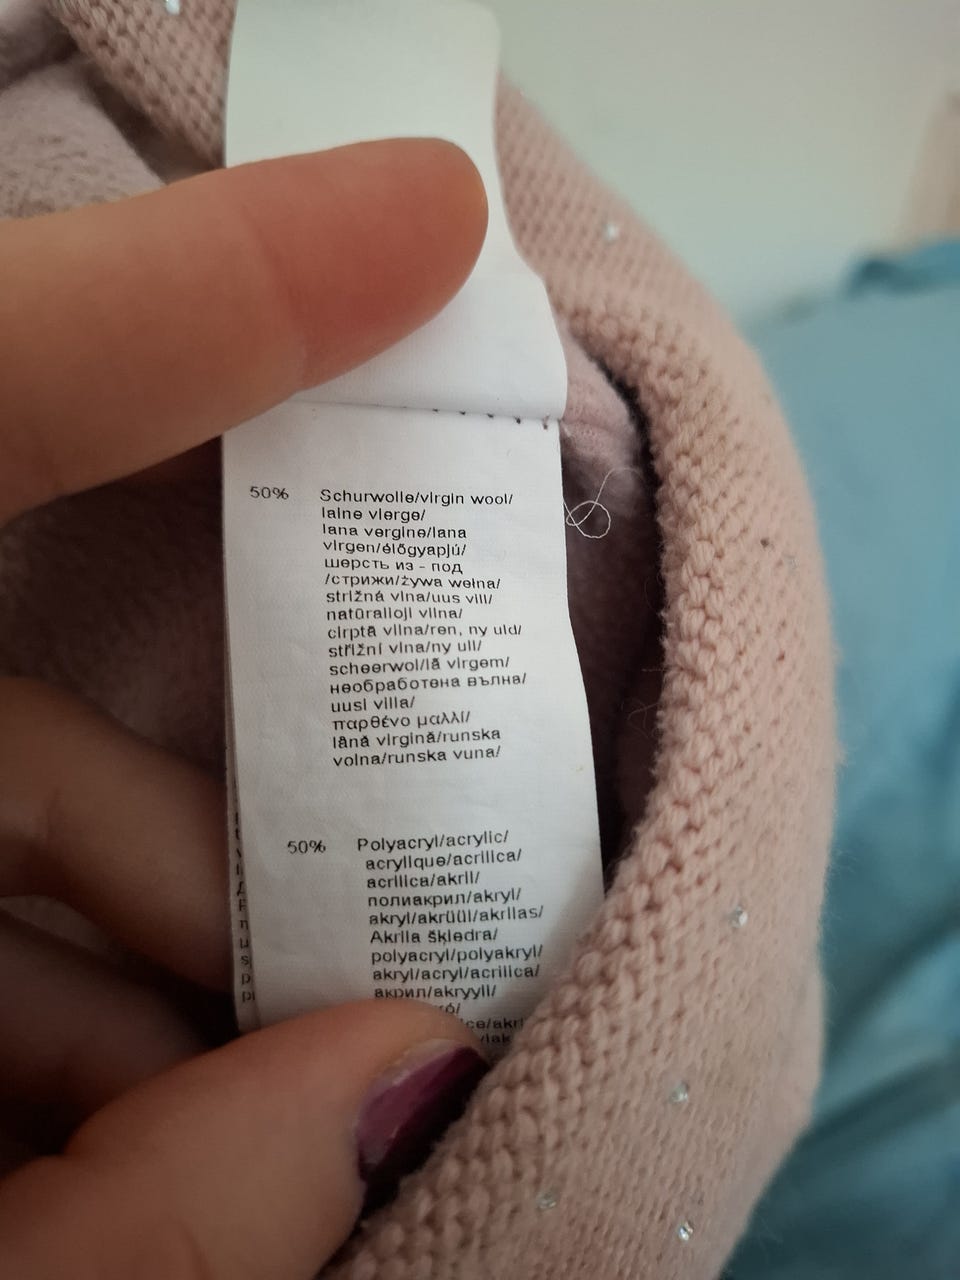 50% Schurwolle/virgin wool/
laine vierge/
lana vergine/lana
virgen/élőgyapjú/
шерсть из - под
/стрижи/żywa wełna/
strižná vlna/uus vill/
natūralioji vilna/
cirptā vilna/ren, ny uld/
střižní vlna/ny ull/
scheerwol/lã virgem/
необработена вълна/
uusi villa/
παρθένο μαλλί/
lână virgină/runska
volna/runska vuna/
50% Polyacryl/acrylic/
acrylique/acrilica/
acrilica/akril/
полиакрил/akryl/
akryl/akrüül/akrilas/
Akrila šķiedra/
polyacryl/polyakryl/
akryl/acryl/acrilica/
акрил/akryyli/